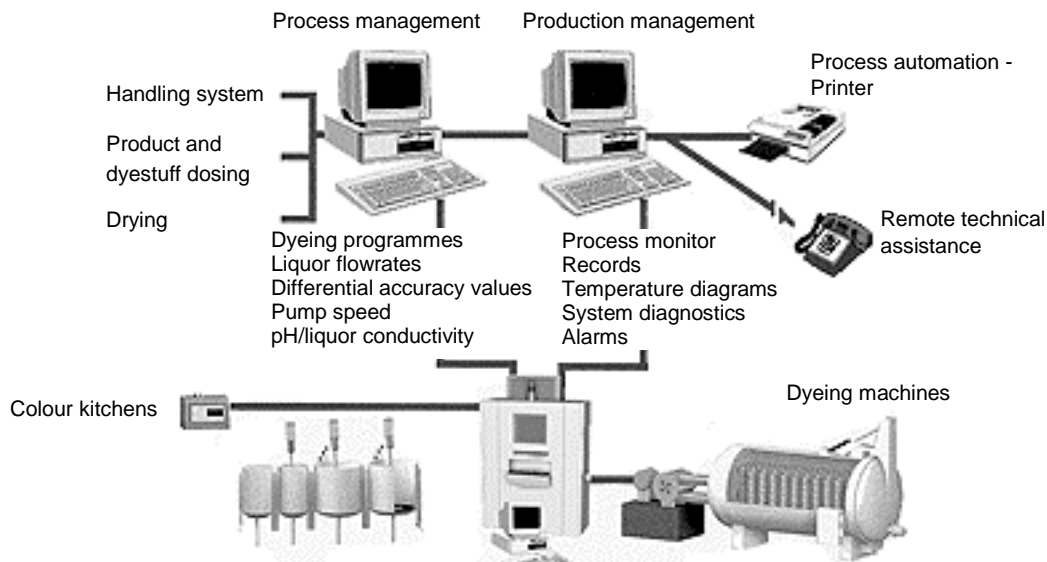 Process management
Production management
Process automation -
Printer
Handling system
Product and
dyestuff dosing
Drying
Remote technical
assistance
Dyeing programmes
Liquor flowrates
Differential accuracy values
Pump speed
pH/liquor conductivity
Process monitor
Records
Temperature diagrams
System diagnostics
Alarms
Colour kitchens
Dyeing machines